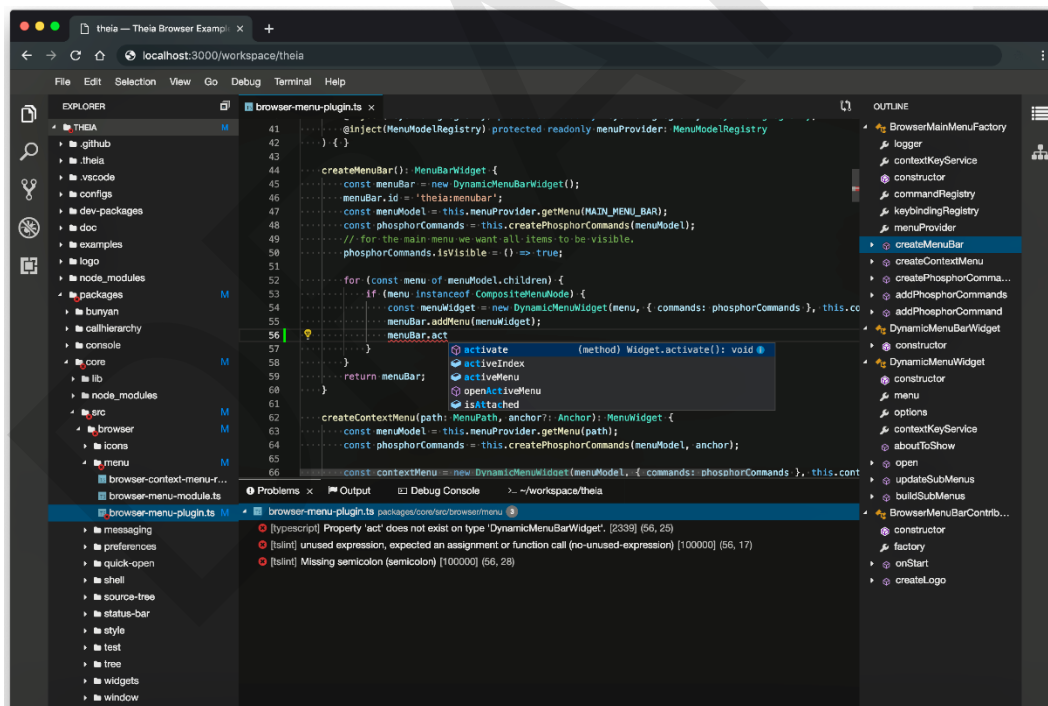 theia — Theia Browser Exampl × +
localhost:3000/workspace/theia
File Edit Selection View Go Debug Terminal Help
EXPLORER
THEIA M
.github
.theia
.vscode
configs
dev-packages
doc
examples
logo
node_modules
packages M
bunyan
callhierarchy
console
core M
lib
node_modules
src M
browser M
icons
menu M
browser-context-menu-r...
browser-menu-module.ts
browser-menu-plugin.ts M
messaging
preferences
quick-open
shell
source-tree
status-bar
style
test
tree
widgets
window
browser-menu-plugin.ts ×
41 @inject(MenuModelRegistry) protected readonly menuProvider: MenuModelRegistry
42 ) { }
43
44 createMenuBar(): MenuBarWidget {
45 const menuBar = new DynamicMenuBarWidget();
46 menuBar.id = 'theia:menubar';
47 const menuModel = this.menuProvider.getMenu(MAIN_MENU_BAR);
48 const phosphorCommands = this.createPhosphorCommands(menuModel);
49 // for the main menu we want all items to be visible.
50 phosphorCommands.isVisible = () => true;
51
52 for (const menu of menuModel.children) {
53 if (menu instanceof CompositeMenuNode) {
54 const menuWidget = new DynamicMenuWidget(menu, { commands: phosphorCommands }, this.co
55 menuBar.addMenu(menuWidget);
56 menuBar.act
57 }
58 }
59 return menuBar;
60 }
61
62 createContextMenu(path: MenuPath, anchor?: Anchor): MenuWidget {
63 const menuModel = this.menuProvider.getMenu(path);
64 const phosphorCommands = this.createPhosphorCommands(menuModel, anchor);
65
66 const contextMenu = new DynamicMenuWidget(menuModel, { commands: phosphorCommands }, this.cont
activate (method) Widget.activate(): void
activeIndex
activeMenu
openActiveMenu
isAttached
Problems × Output Debug Console >_ ~/workspace/theia
browser-menu-plugin.ts packages/core/src/browser/menu 3
[typescript] Property 'act' does not exist on type 'DynamicMenuBarWidget'. [2339] (56, 25)
[tslint] unused expression, expected an assignment or function call (no-unused-expression) [100000] (56, 17)
[tslint] Missing semicolon (semicolon) [100000] (56, 28)
OUTLINE
BrowserMainMenuFactory
logger
contextKeyService
constructor
commandRegistry
keybindingRegistry
menuProvider
createMenuBar
createContextMenu
createPhosphorComma...
addPhosphorCommands
addPhosphorCommand
DynamicMenuBarWidget
constructor
DynamicMenuWidget
constructor
menu
options
contextKeyService
aboutToShow
open
updateSubMenus
buildSubMenus
BrowserMenuBarContrib...
constructor
factory
onStart
createLogo